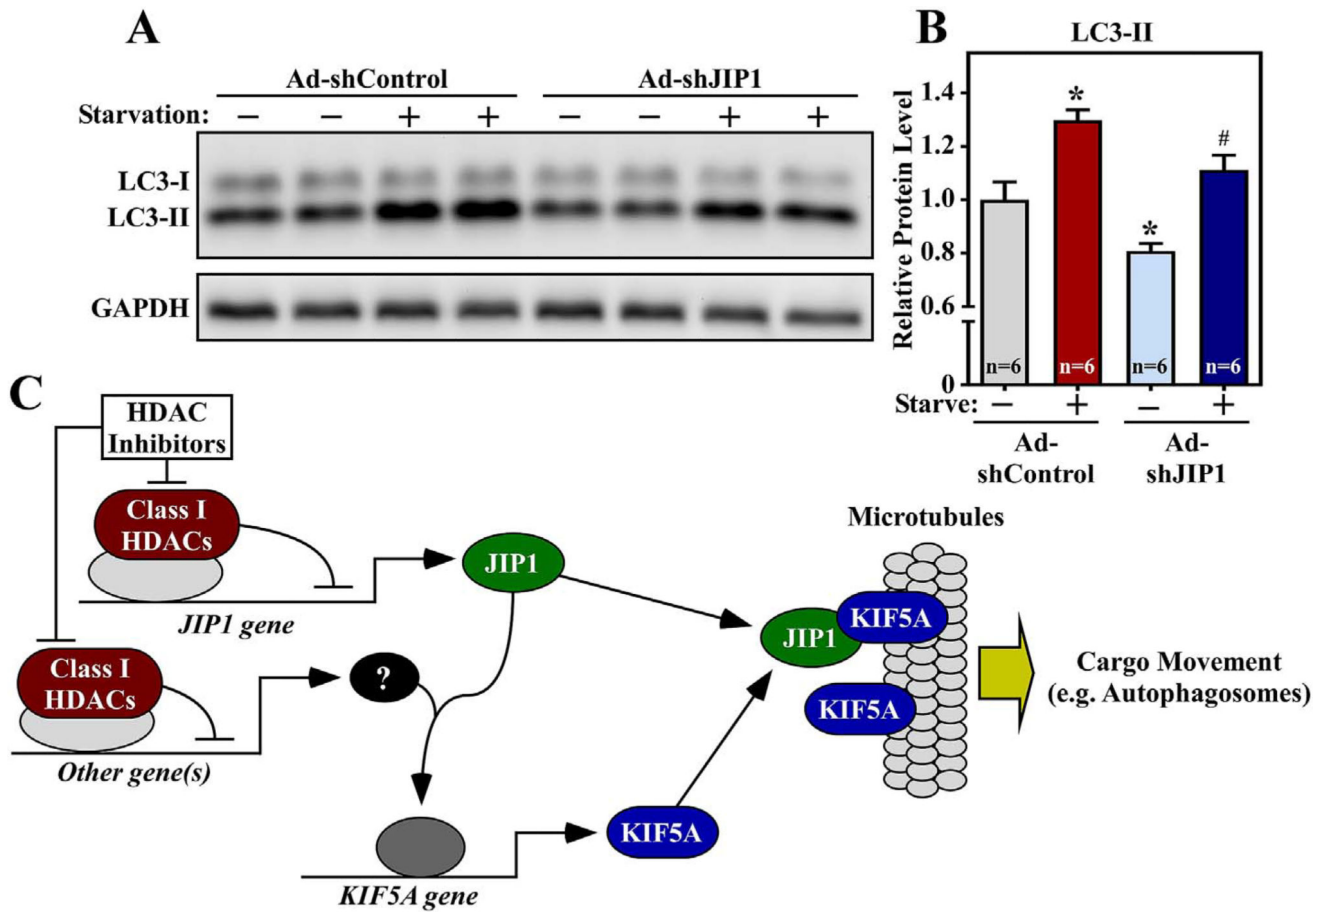 A
Ad-shControl Ad-shJIP1
Starvation: − − + + − − + +
LC3-I
LC3-II
GAPDH
B
LC3-II
Relative Protein Level
1.4
1.2
1.0
0.8
0.6
0
* * #
n=6 n=6 n=6 n=6
Starve: − + − +
Ad-
shControl
Ad-
shJIP1
C
HDAC
Inhibitors
Class I
HDACs
JIP1 gene
JIP1
Class I
HDACs
Other gene(s)
?
KIF5A gene
KIF5A
Microtubules
JIP1
KIF5A
KIF5A
Cargo Movement
(e.g. Autophagosomes)